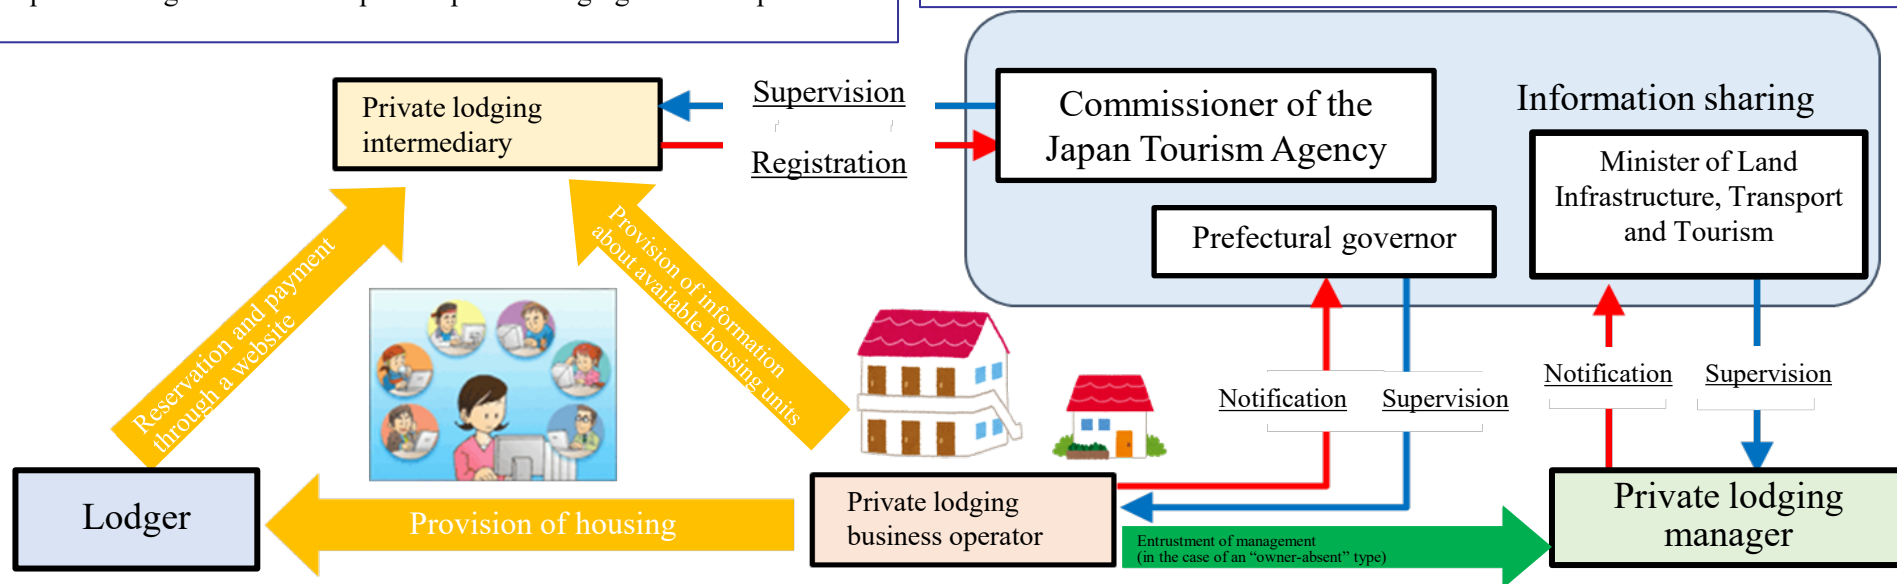 Private lodging
intermediary
Supervision
Registration
Commissioner of the
Japan Tourism Agency
Information sharing
Minister of Land
Infrastructure, Transport
and Tourism
Prefectural governor
Reservation and payment
through a website
Provision of information
about available housing units
Notification
Supervision
Notification
Supervision
Lodger
Provision of housing
Private lodging
business operator
Entrustment of management
(in the case of an “owner-absent” type)
Private lodging
manager